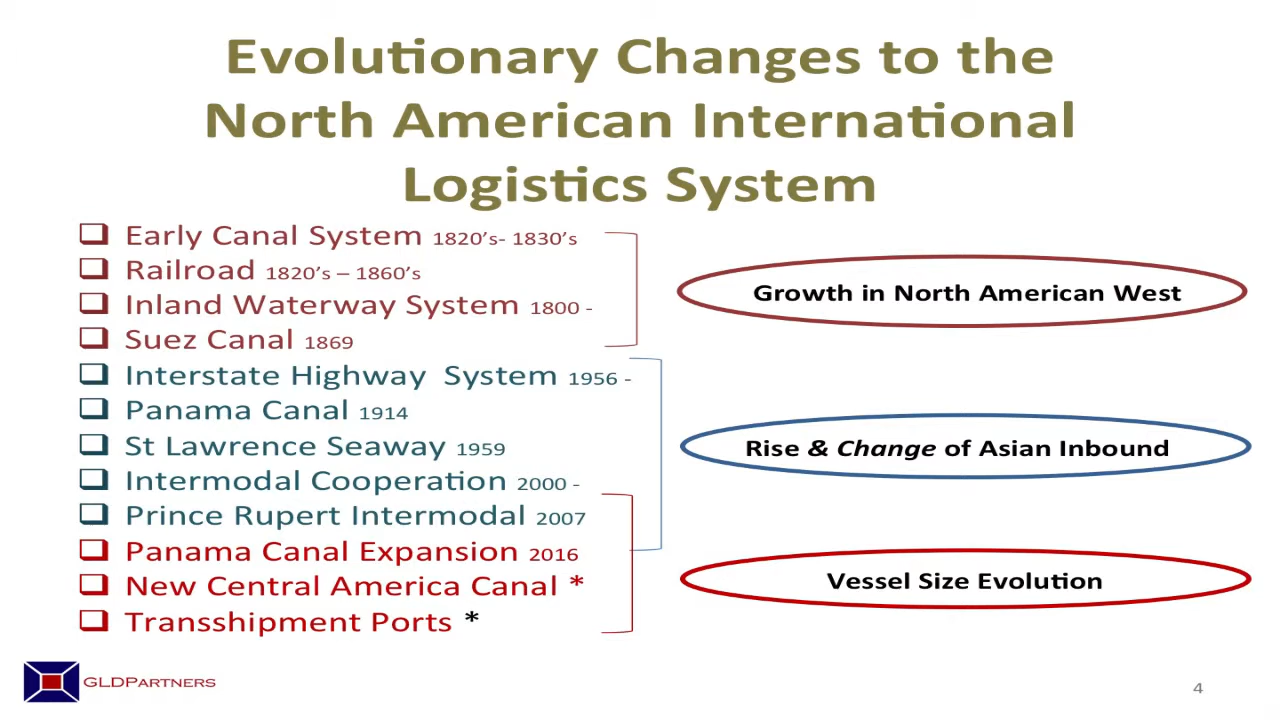 Evolutionary Changes to the
North American International
Logistics System
❑ Early Canal System 1820's- 1830's
❑ Railroad 1820's – 1860's
❑ Inland Waterway System 1800 -
❑ Suez Canal 1869
❑ Interstate Highway  System 1956 -
❑ Panama Canal 1914
❑ St Lawrence Seaway 1959
❑ Intermodal Cooperation 2000 -
❑ Prince Rupert Intermodal 2007
❑ Panama Canal Expansion 2016
❑ New Central America Canal *
❑ Transshipment Ports *
Growth in North American West
Rise & Change of Asian Inbound
Vessel Size Evolution
GLDPARTNERS
4